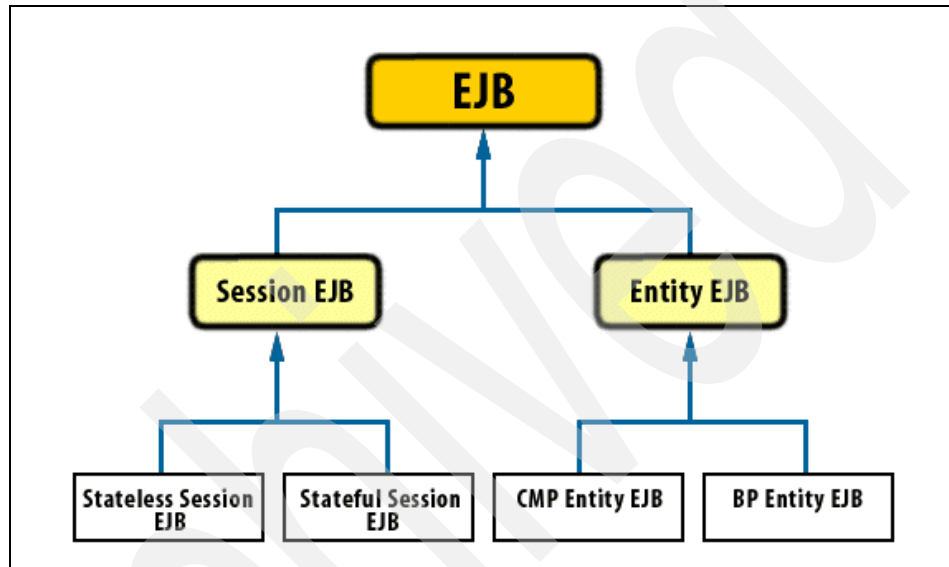 EJB
Session EJB
Entity EJB
Stateless Session
EJB
Stateful Session
EJB
CMP Entity EJB
BP Entity EJB